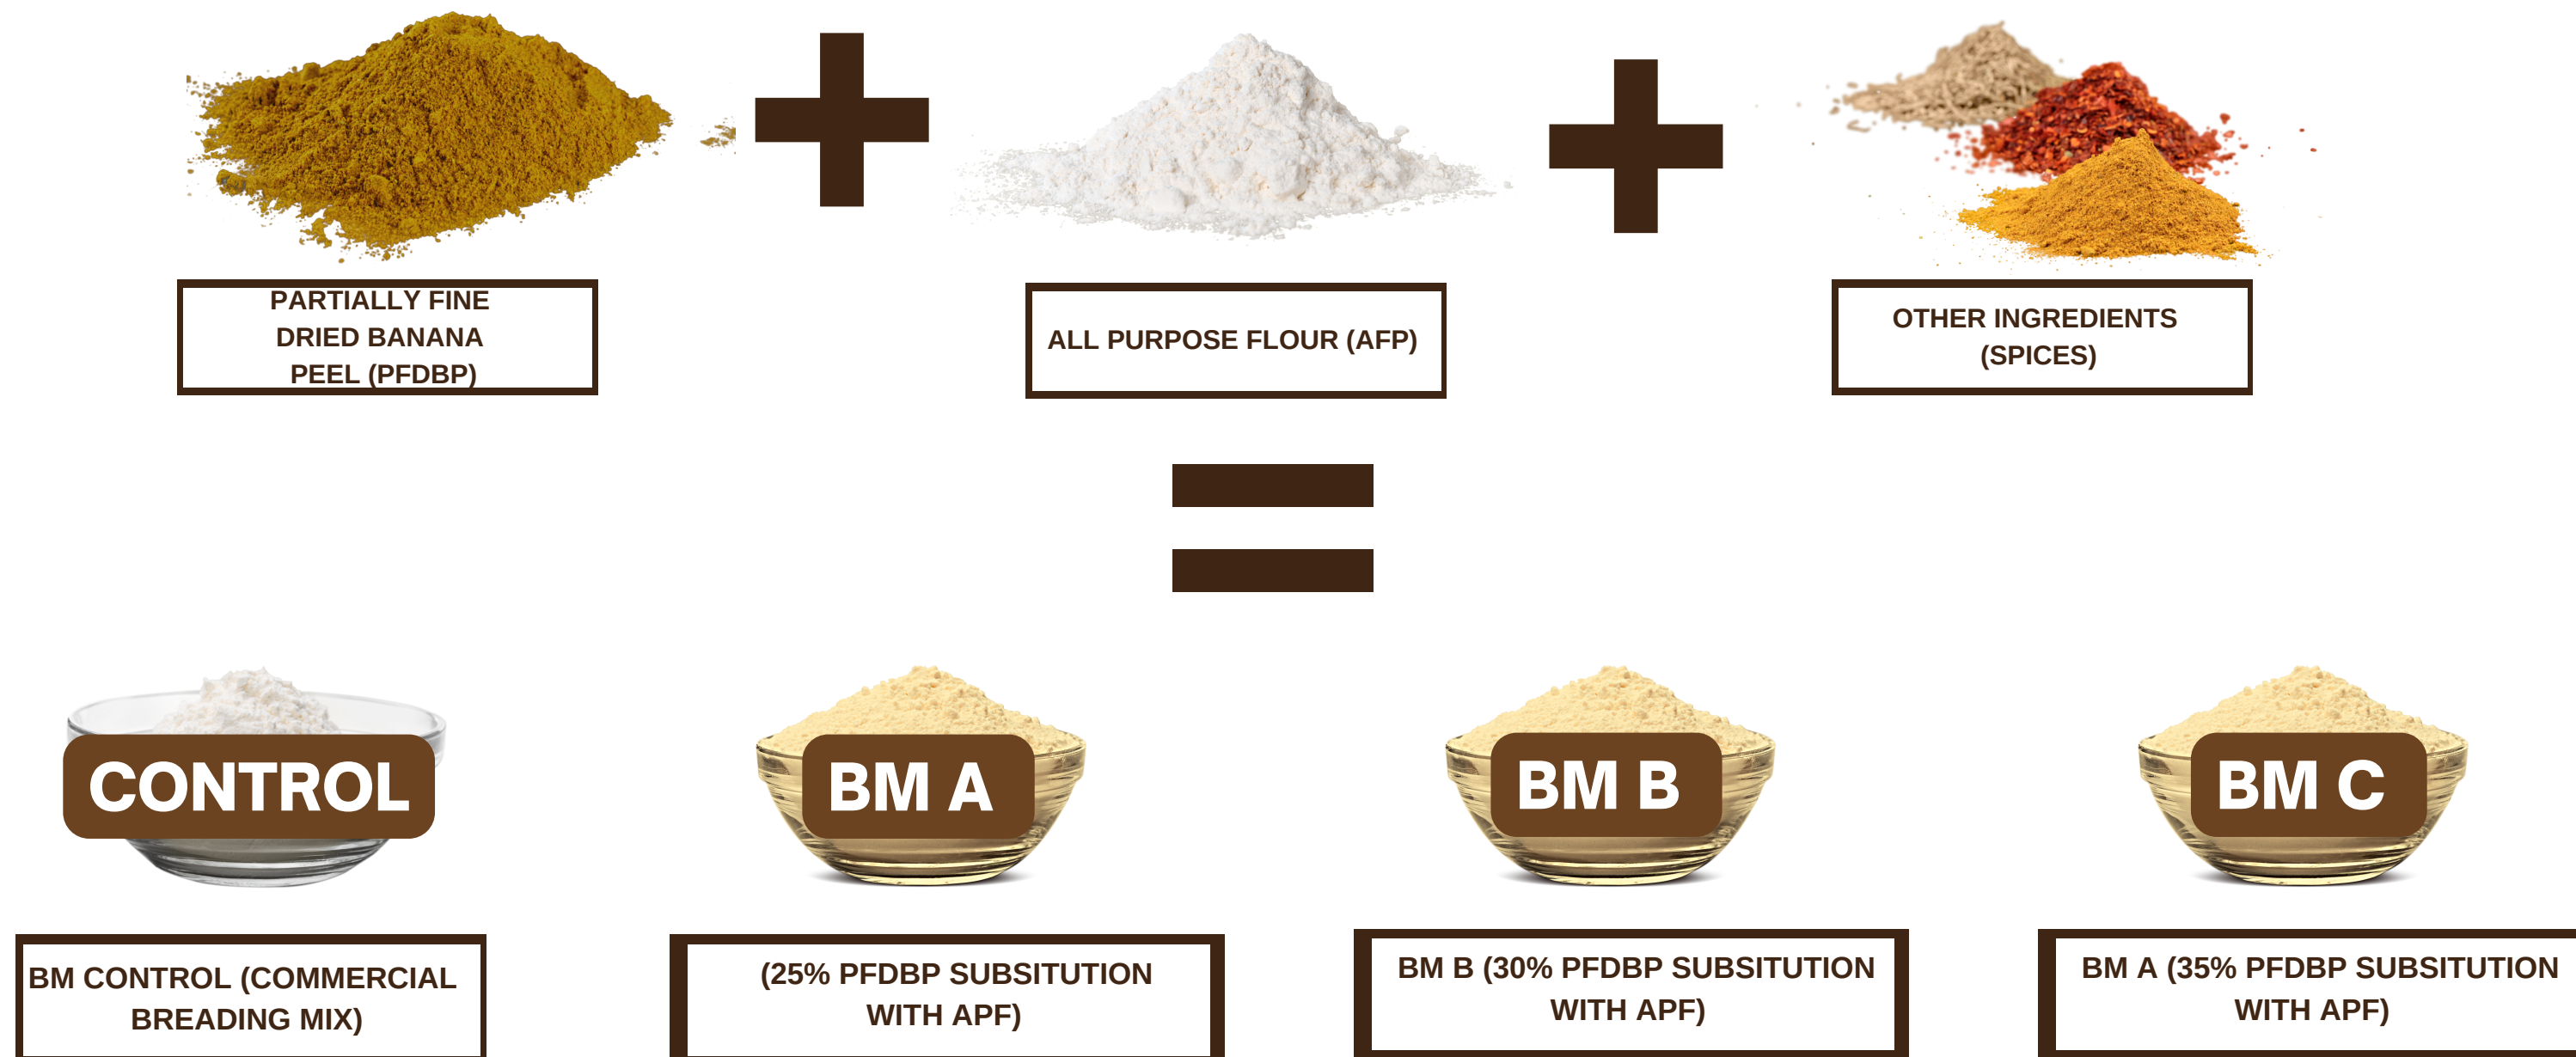 PARTIALLY FINE
DRIED BANANA
PEEL (PFDBP)
ALL PURPOSE FLOUR (AFP)
OTHER INGREDIENTS
(SPICES)
CONTROL
BM A
BM B
BM C
BM CONTROL (COMMERCIAL
BREADING MIX)
(25% PFDBP SUBSITUTION
WITH APF)
BM B (30% PFDBP SUBSITUTION
WITH APF)
BM A (35% PFDBP SUBSITUTION
WITH APF)